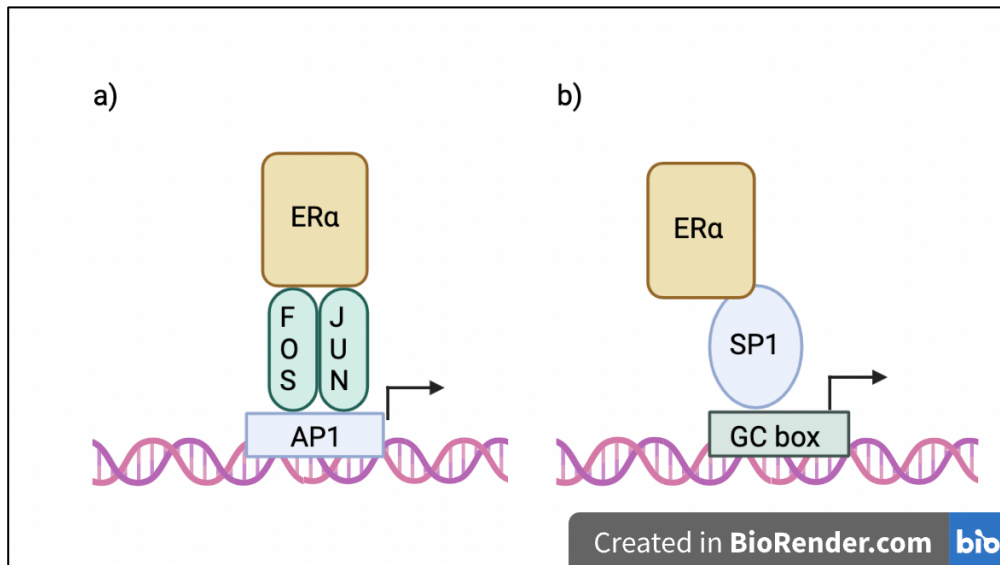 a)
ERα
F
O
S
J
U
N
AP1
b)
ERα
SP1
GC box
Created in BioRender.com
bio